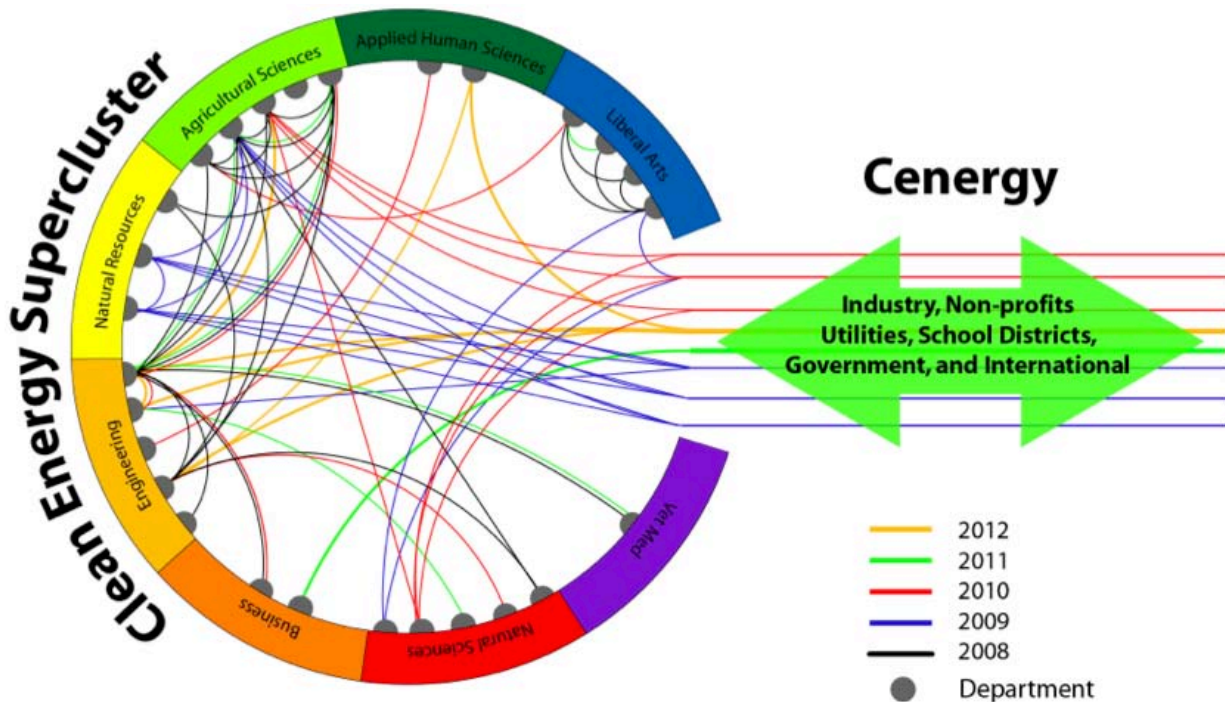 Clean Energy Supercluster
Applied Human Sciences
Agricultural Sciences
Liberal Arts
Natural Resources
Engineering
Business
Natural Sciences
Vet Med
Cenergy
Industry, Non-profits
Utilities, School Districts,
Government, and International
2012
2011
2010
2009
2008
Department